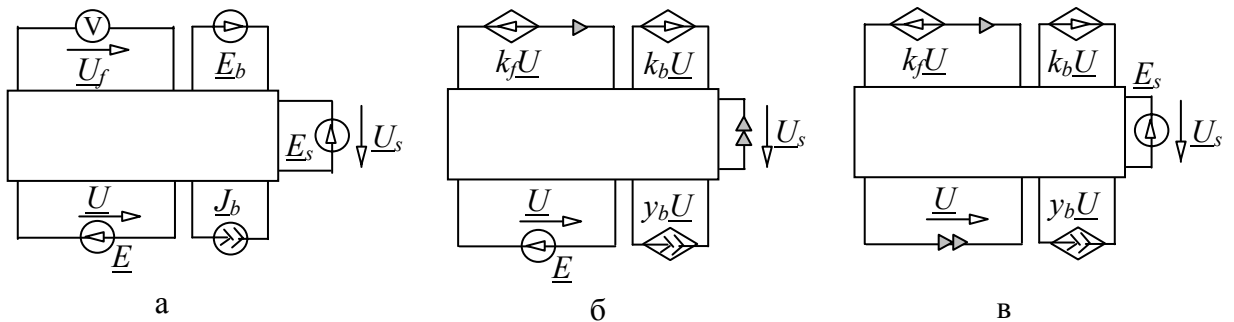 V
U_f
E_b
E_s
U_s
U
J_b
E
а
k_fU
k_bU
U_s
U
y_bU
E
б
k_fU
k_bU
E_s
U_s
U
y_bU
в